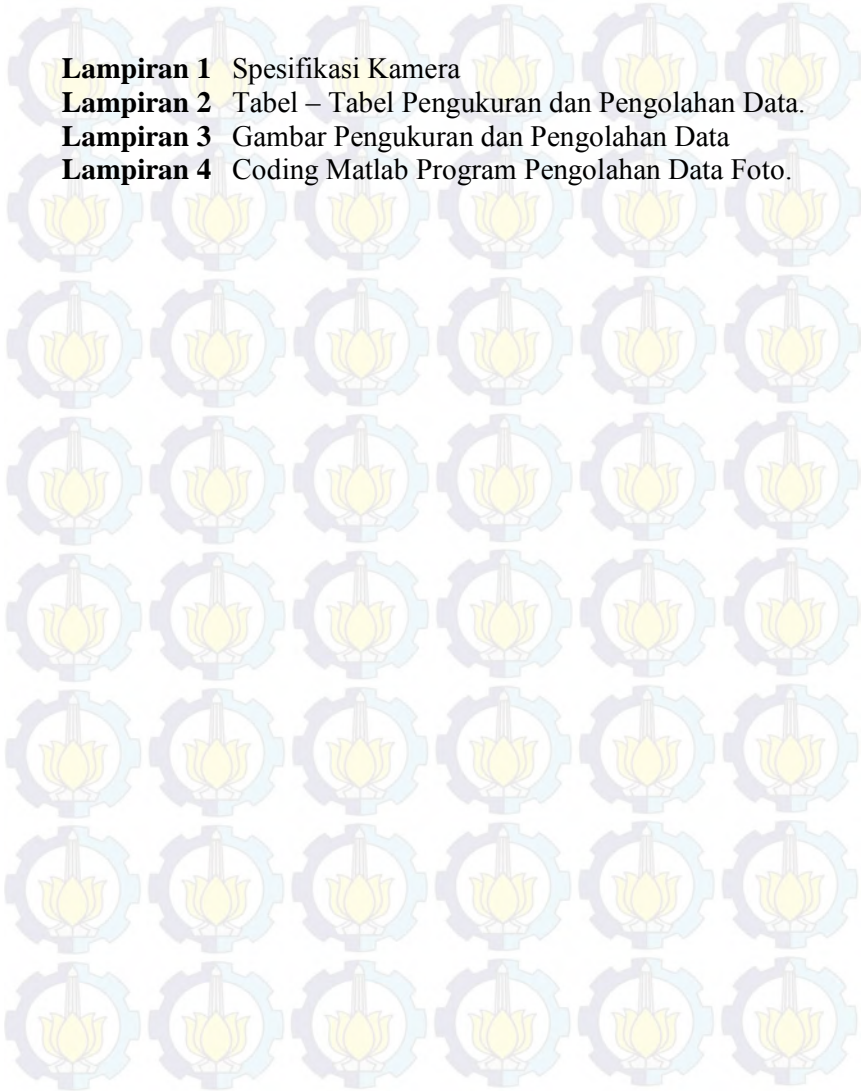 Lampiran 1 Spesifikasi Kamera
Lampiran 2 Tabel – Tabel Pengukuran dan Pengolahan Data.
Lampiran 3 Gambar Pengukuran dan Pengolahan Data
Lampiran 4 Coding Matlab Program Pengolahan Data Foto.